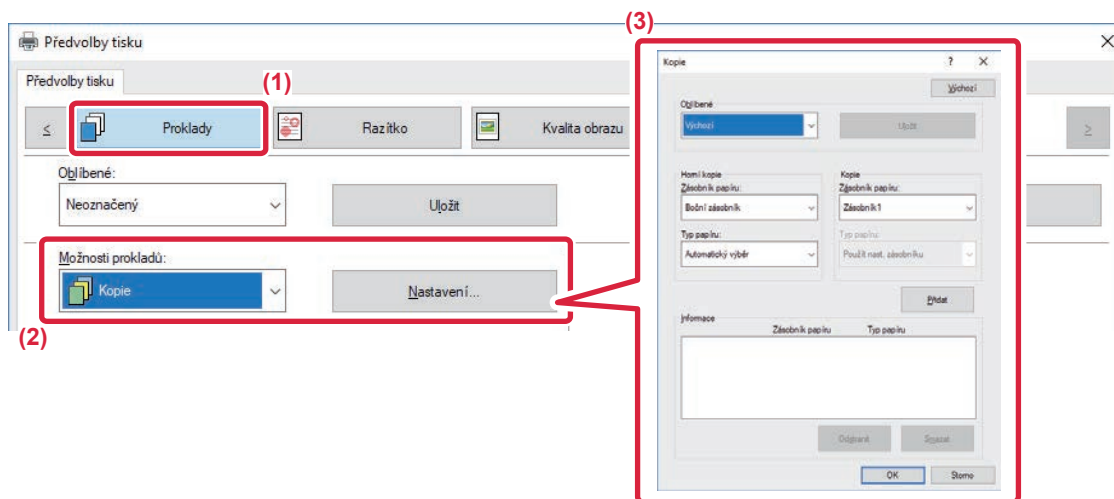 (3)
Předvolby tisku
Předvolby tisku
(1)
≤ Proklady Razítko Kvalita obrazu ≥
Oblíbené:
Neoznačený Uložit
Možnosti prokladů:
Kopie Nastavení...
(2)
Kopie ? ×
Výchozí
Oblíbené
Výchozí Uložit
Horní kopie Kopie
Zásobník papíru: Zásobník papíru:
Boční zásobník Zásobník1
Typ papíru: Typ papíru:
Automatický výběr Použít nast. zásobníku
Přidat
Informace
Zásobník papíru Typ papíru
Odstranit Smazat
OK Storno